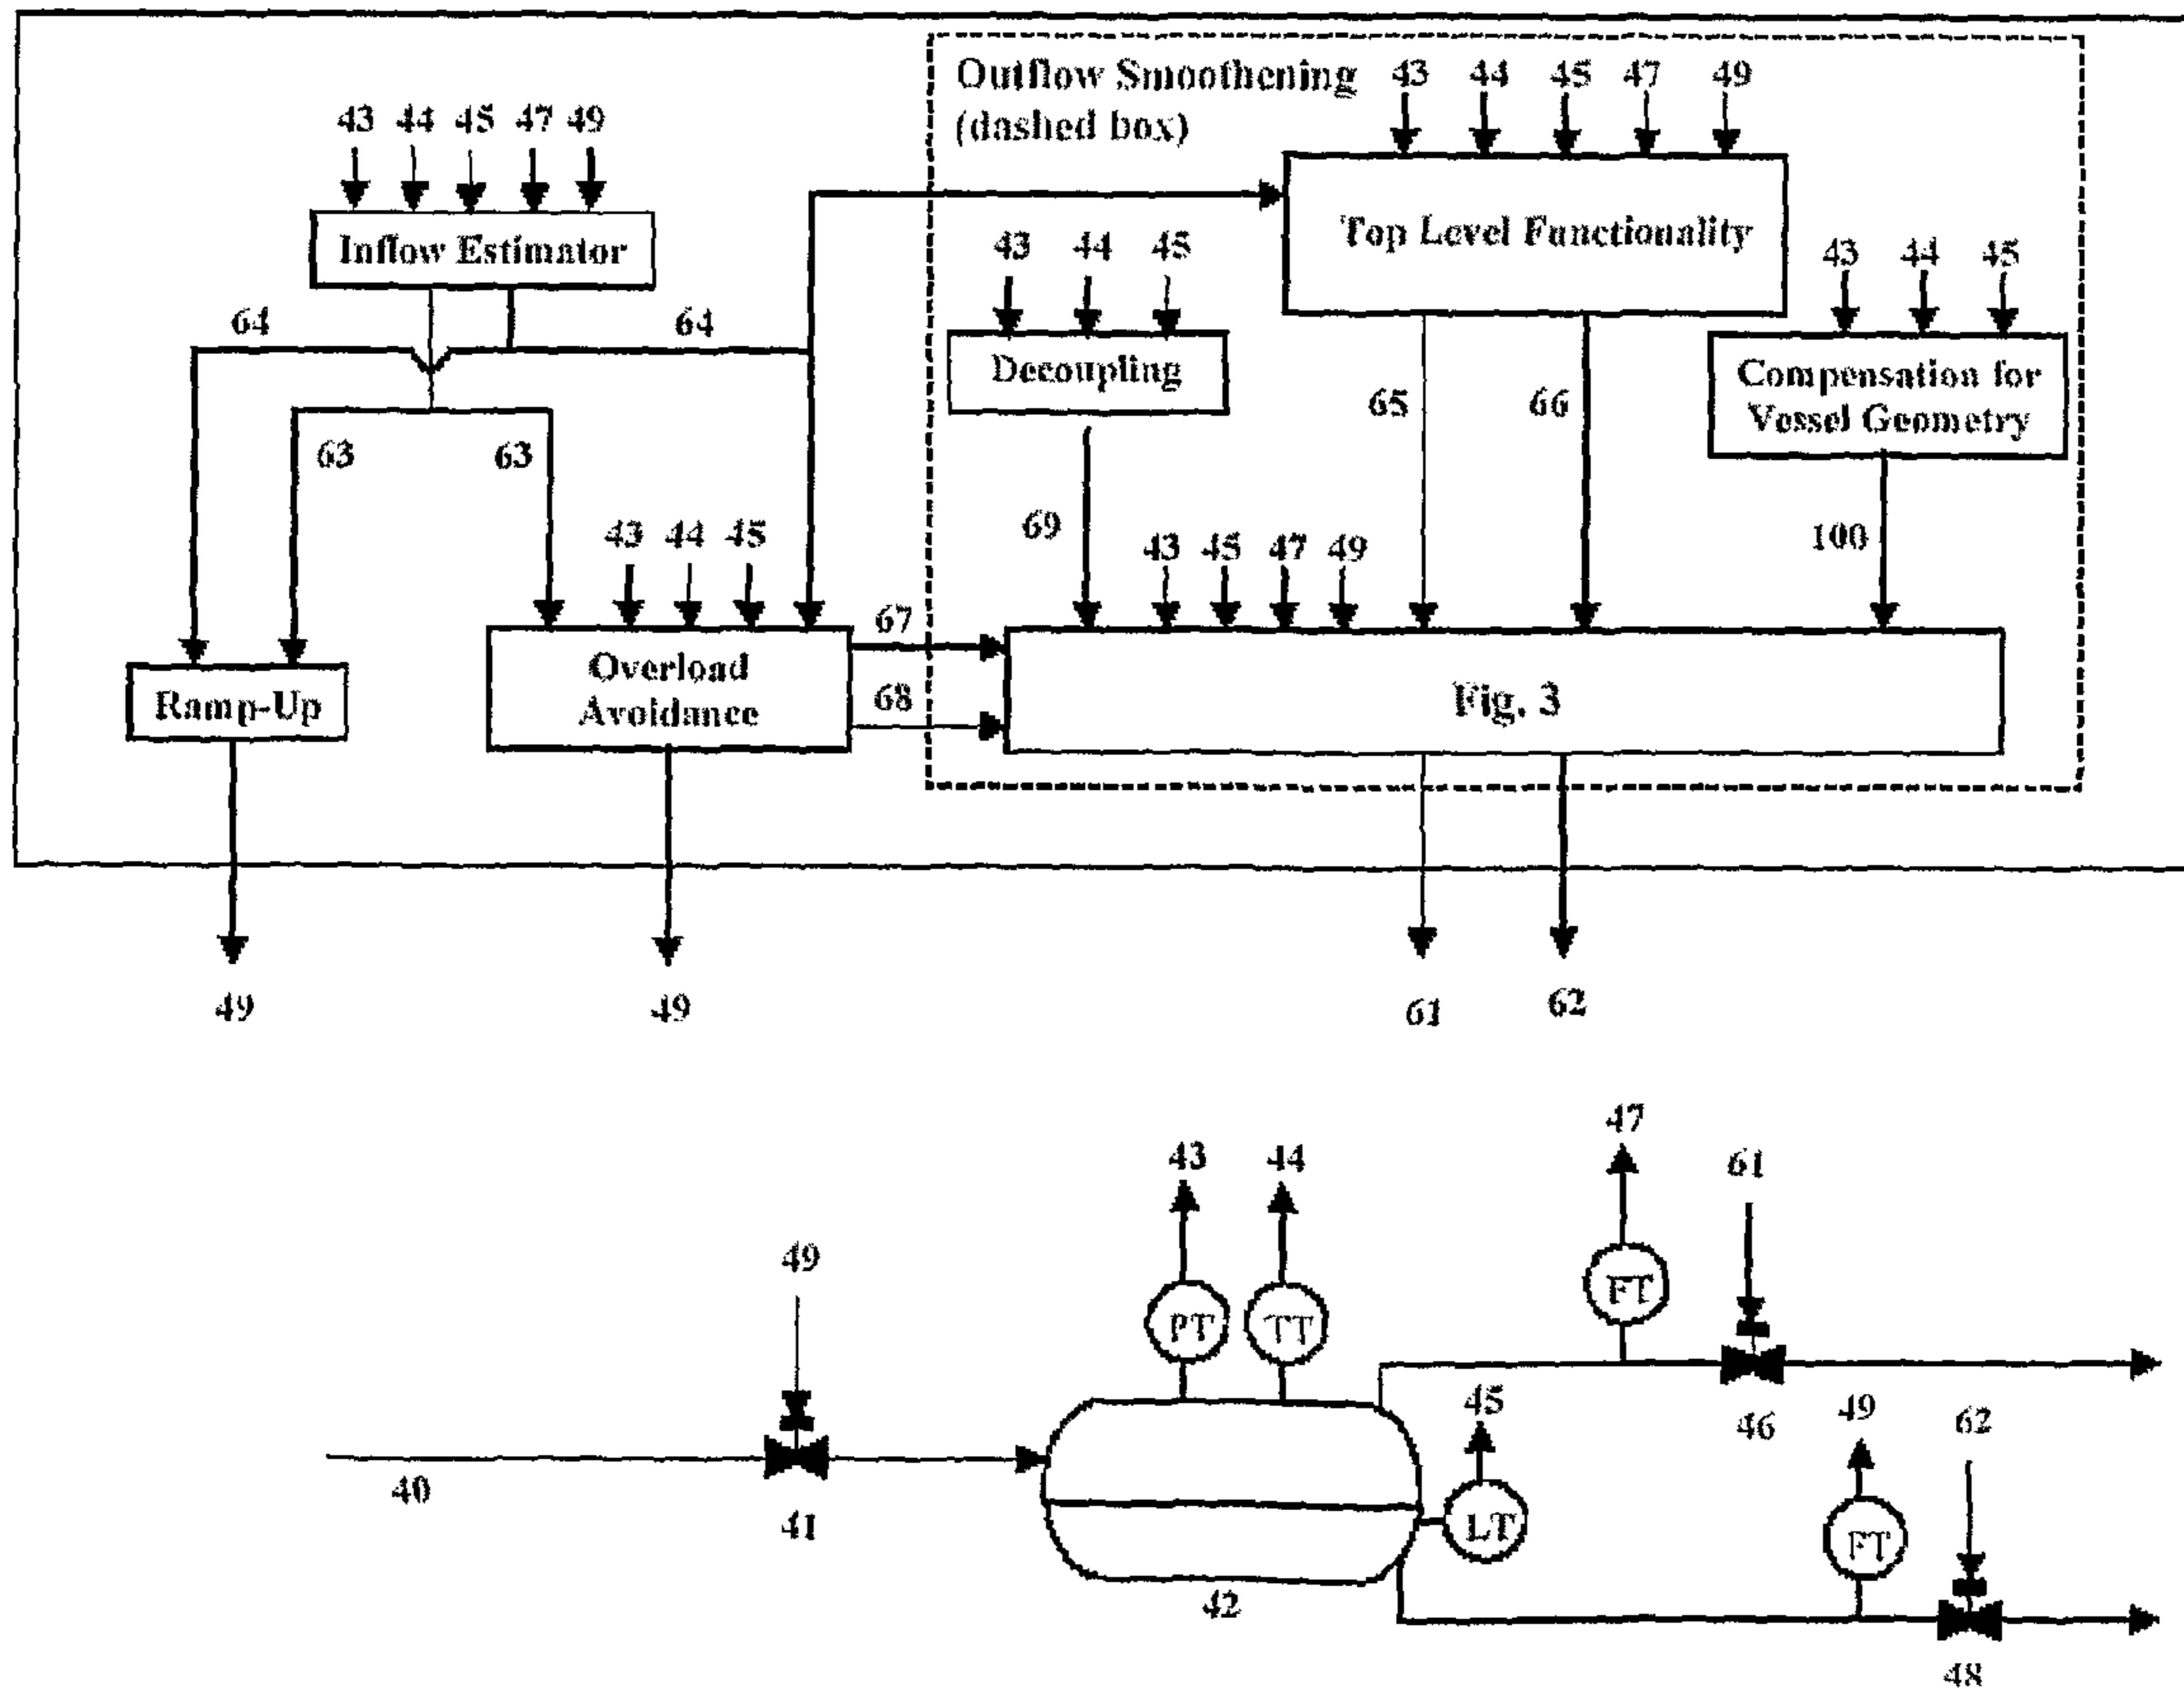 Outflow Smoothening
(dashed box)
43 44 45 47 49
43 44 45 47 49
Inflow Estimator
Top Level Functionality
43 44 45
43 44 45
64 64
Decoupling
Compensation for
Vessel Geometry
65 66
63 63
69
100
43 44 45
43 45 47 49
67
68
Ramp-Up
Overload
Avoidance
Fig. 3
49 49 61 62
47
43 44 61
49
FT
PT TT
45 46 49 62
40
41
LT
FT
42
48